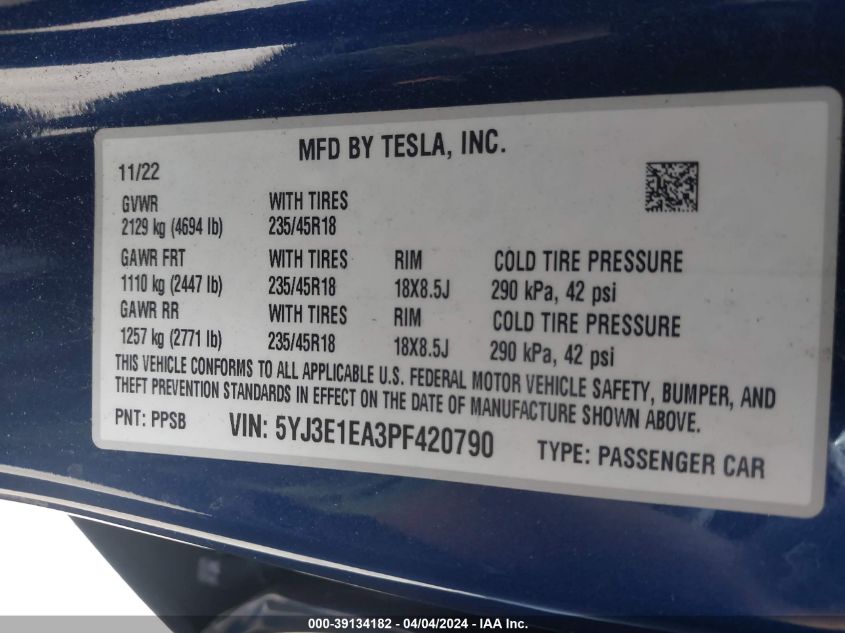 MFD BY TESLA, INC.
11/22
GVWR WITH TIRES
2129 kg (4694 lb) 235/45R18
GAWR FRT WITH TIRES RIM COLD TIRE PRESSURE
1110 kg (2447 lb) 235/45R18 18X8.5J 290 kPa, 42 psi
GAWR RR WITH TIRES RIM COLD TIRE PRESSURE
1257 kg (2771 lb) 235/45R18 18X8.5J 290 kPa, 42 psi
THIS VEHICLE CONFORMS TO ALL APPLICABLE U.S. FEDERAL MOTOR VEHICLE SAFETY, BUMPER, AND
THEFT PREVENTION STANDARDS IN EFFECT ON THE DATE OF MANUFACTURE SHOWN ABOVE.
PNT: PPSB VIN: 5YJ3E1EA3PF420790 TYPE: PASSENGER CAR
000-39134182 - 04/04/2024 - IAA Inc.